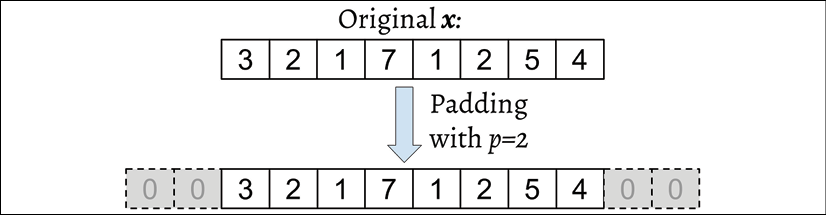 Original x:
3 2 1 7 1 2 5 4
Padding
with p=2
0 0 3 2 1 7 1 2 5 4 0 0